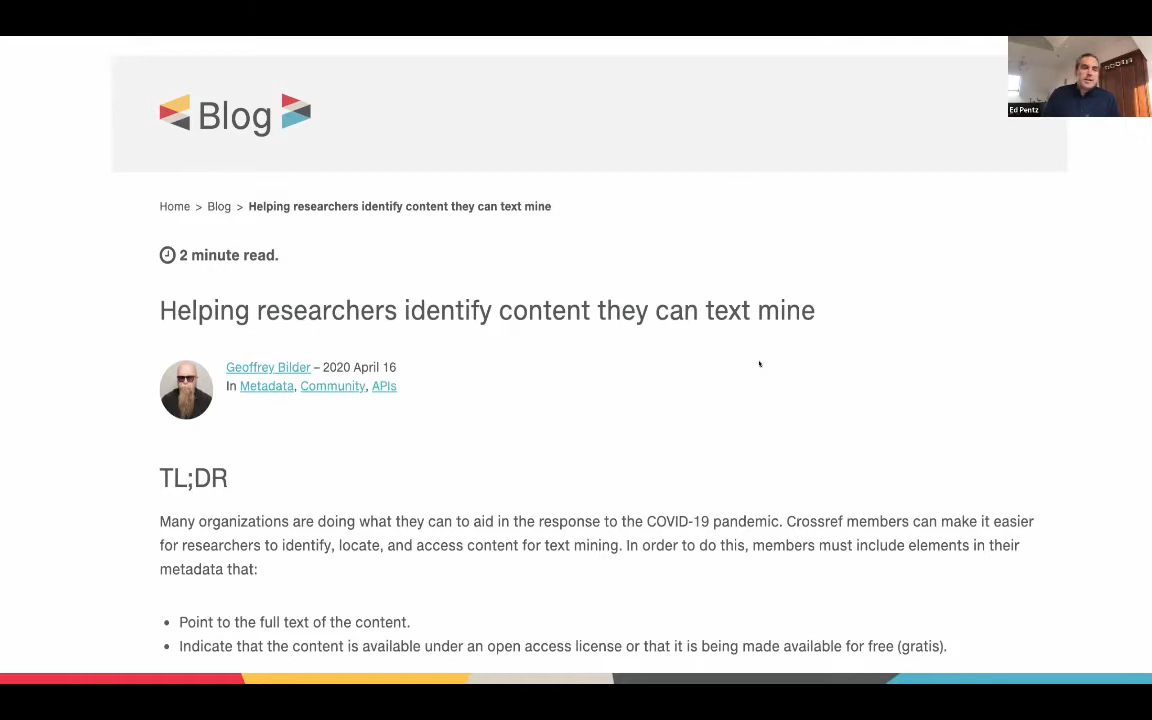 Blog
Ed Pentz
Home > Blog > Helping researchers identify content they can text mine
2 minute read.
Helping researchers identify content they can text mine
Geoffrey Bilder – 2020 April 16
In Metadata, Community, APIs
TL;DR
Many organizations are doing what they can to aid in the response to the COVID-19 pandemic. Crossref members can make it easier
for researchers to identify, locate, and access content for text mining. In order to do this, members must include elements in their
metadata that:
• Point to the full text of the content.
• Indicate that the content is available under an open access license or that it is being made available for free (gratis).